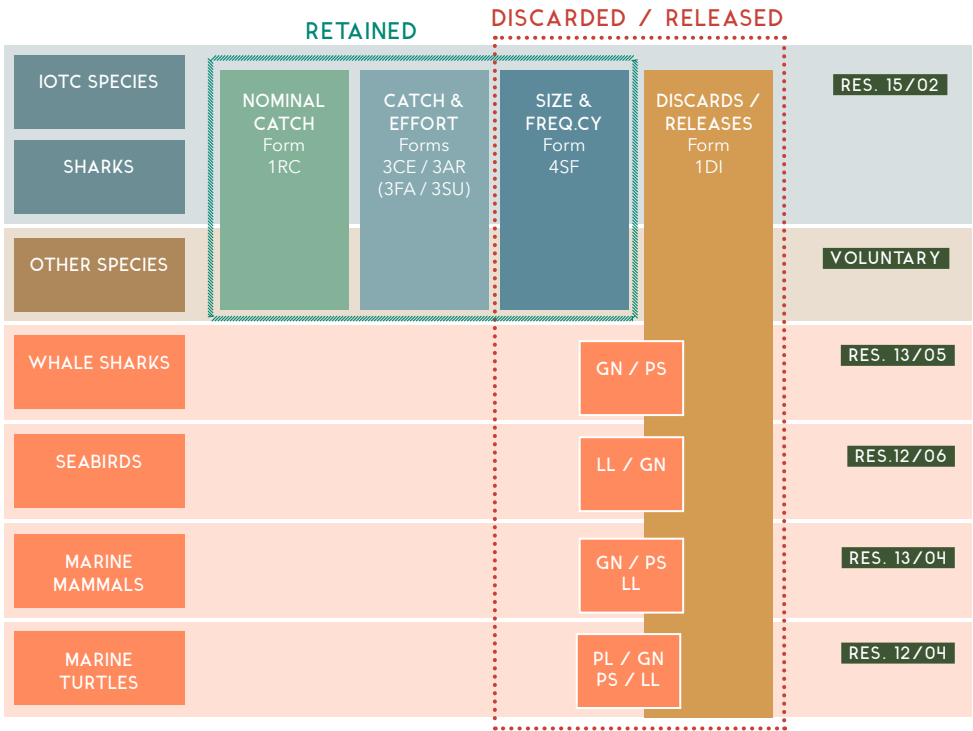 DISCARDED / RELEASED
RETAINED
IOTC SPECIES
SHARKS
NOMINAL
CATCH
Form
1RC
CATCH &
EFFORT
Forms
3CE / 3AR
(3FA / 3SU)
SIZE &
FREQ.CY
Form
4SF
DISCARDS /
RELEASES
Form
1DI
RES. 15/02
OTHER SPECIES
VOLUNTARY
WHALE SHARKS
GN / PS
RES. 13/05
SEABIRDS
LL / GN
RES.12/06
MARINE
MAMMALS
GN / PS
LL
RES. 13/04
MARINE
TURTLES
PL / GN
PS / LL
RES. 12/04